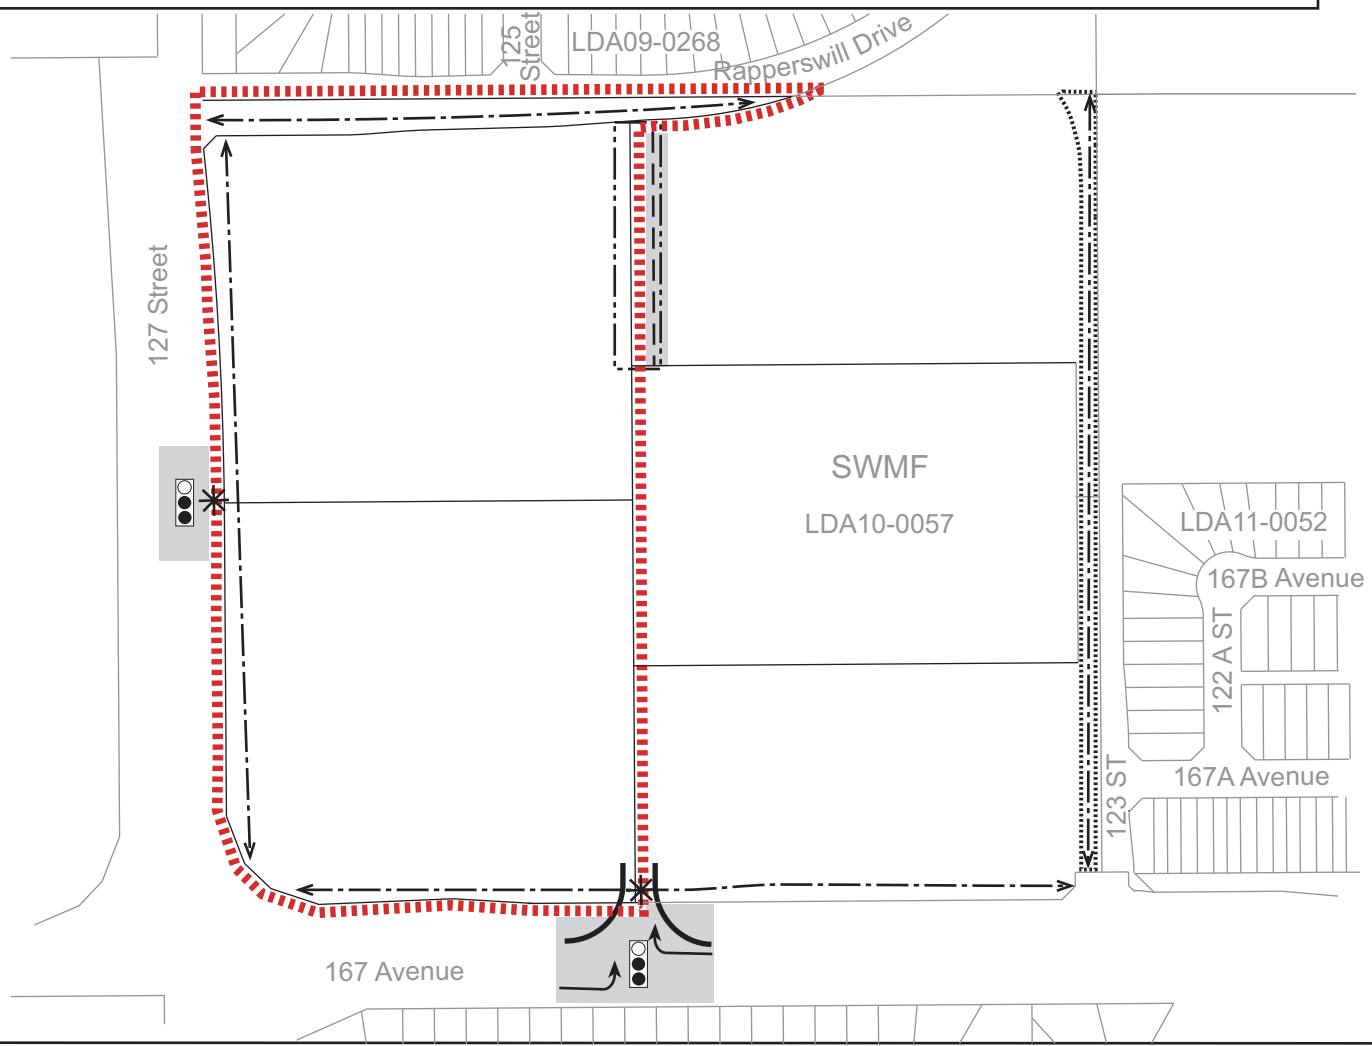 125
Street
LDA09-0268
Rapperswill Drive
127 Street
SWMF
LDA10-0057
LDA11-0052
167B Avenue
122 A ST
167A Avenue
123 ST
167 Avenue